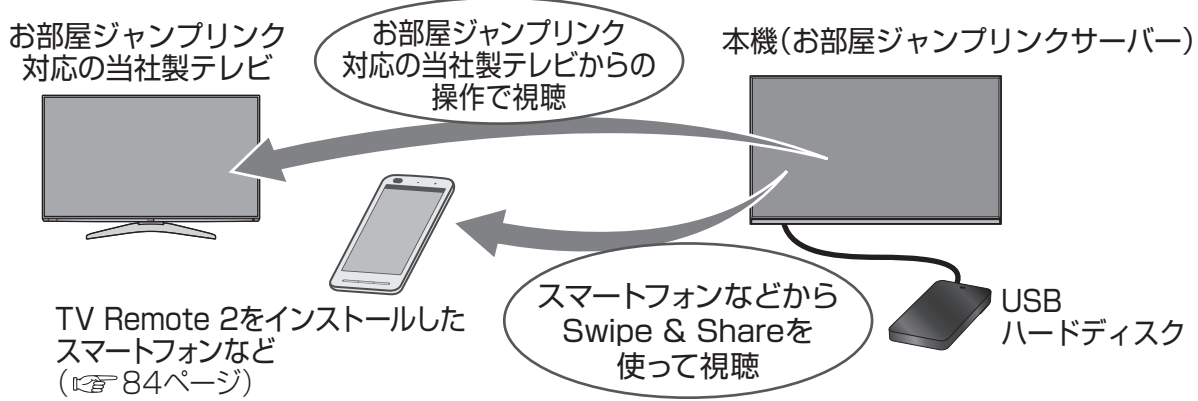 お部屋ジャンプリンク
対応の当社製テレビ
お部屋ジャンプリンク
対応の当社製テレビからの
操作で視聴
本機（お部屋ジャンプリンクサーバー）
TV Remote 2をインストールした
スマートフォンなど
（☞84ページ）
スマートフォンなどから
Swipe & Shareを
使って視聴
USB
ハードディスク